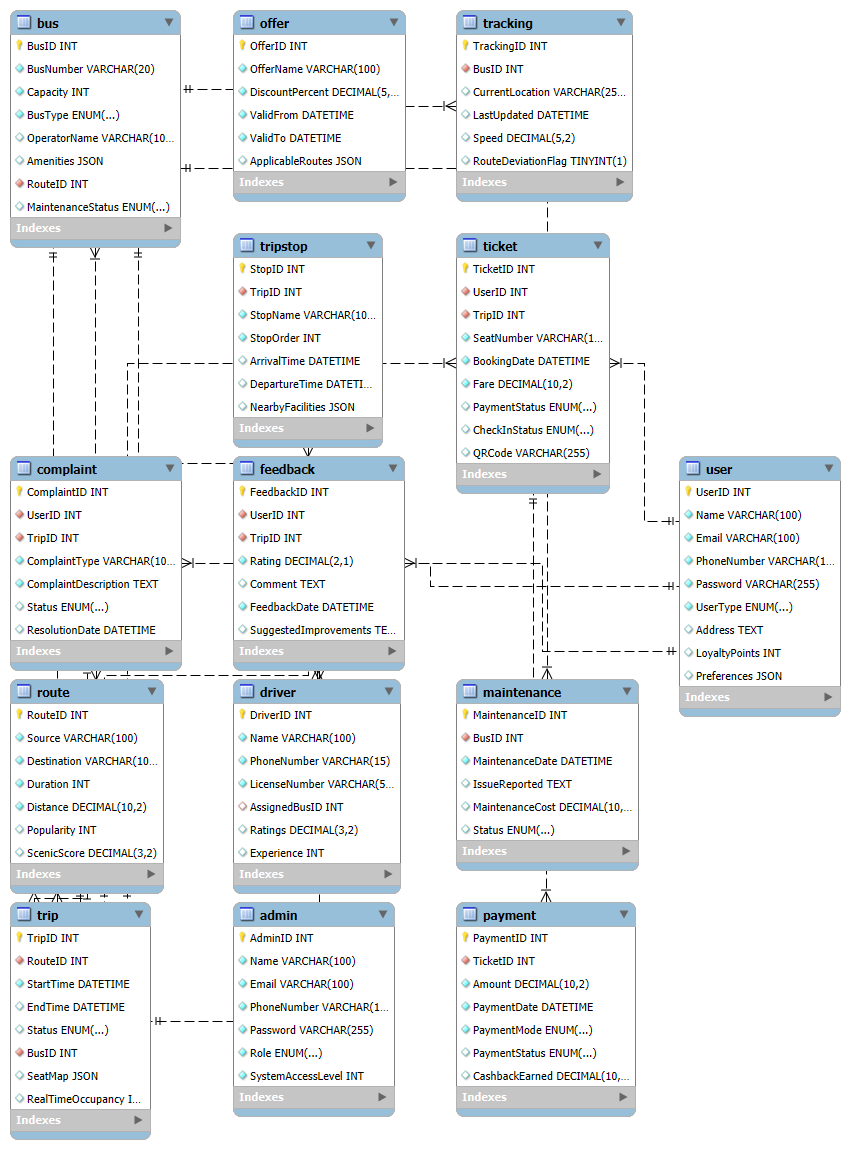 bus
BusID INT
BusNumber VARCHAR(20)
Capacity INT
BusType ENUM(...)
OperatorName VARCHAR(10...
Amenities JSON
RouteID INT
MaintenanceStatus ENUM(...)
Indexes
offer
OfferID INT
OfferName VARCHAR(100)
DiscountPercent DECIMAL(5,...
ValidFrom DATETIME
ValidTo DATETIME
ApplicableRoutes JSON
Indexes
tracking
TrackingID INT
BusID INT
CurrentLocation VARCHAR(25...
LastUpdated DATETIME
Speed DECIMAL(5,2)
RouteDeviationFlag TINYINT(1)
Indexes
tripstop
StopID INT
TripID INT
StopName VARCHAR(10...
StopOrder INT
ArrivalTime DATETIME
DepartureTime DATETI...
NearbyFacilities JSON
Indexes
ticket
TicketID INT
UserID INT
TripID INT
SeatNumber VARCHAR(1...
BookingDate DATETIME
Fare DECIMAL(10,2)
PaymentStatus ENUM(...)
CheckInStatus ENUM(...)
QRCode VARCHAR(255)
Indexes
complaint
ComplaintID INT
UserID INT
TripID INT
ComplaintType VARCHAR(10...
ComplaintDescription TEXT
Status ENUM(...)
ResolutionDate DATETIME
Indexes
feedback
FeedbackID INT
UserID INT
TripID INT
Rating DECIMAL(2,1)
Comment TEXT
FeedbackDate DATETIME
SuggestedImprovements TE...
Indexes
user
UserID INT
Name VARCHAR(100)
Email VARCHAR(100)
PhoneNumber VARCHAR(1...
Password VARCHAR(255)
UserType ENUM(...)
Address TEXT
LoyaltyPoints INT
Preferences JSON
Indexes
route
RouteID INT
Source VARCHAR(100)
Destination VARCHAR(10...
Duration INT
Distance DECIMAL(10,2)
Popularity INT
ScenicScore DECIMAL(3,2)
Indexes
driver
DriverID INT
Name VARCHAR(100)
PhoneNumber VARCHAR(15)
LicenseNumber VARCHAR(5...
AssignedBusID INT
Ratings DECIMAL(3,2)
Experience INT
Indexes
maintenance
MaintenanceID INT
BusID INT
MaintenanceDate DATETIME
IssueReported TEXT
MaintenanceCost DECIMAL(10,...
Status ENUM(...)
Indexes
trip
TripID INT
RouteID INT
StartTime DATETIME
EndTime DATETIME
Status ENUM(...)
BusID INT
SeatMap JSON
RealTimeOccupancy I...
Indexes
admin
AdminID INT
Name VARCHAR(100)
Email VARCHAR(100)
PhoneNumber VARCHAR(1...
Password VARCHAR(255)
Role ENUM(...)
SystemAccessLevel INT
Indexes
payment
PaymentID INT
TicketID INT
Amount DECIMAL(10,2)
PaymentDate DATETIME
PaymentMode ENUM(...)
PaymentStatus ENUM(...)
CashbackEarned DECIMAL(10,...
Indexes